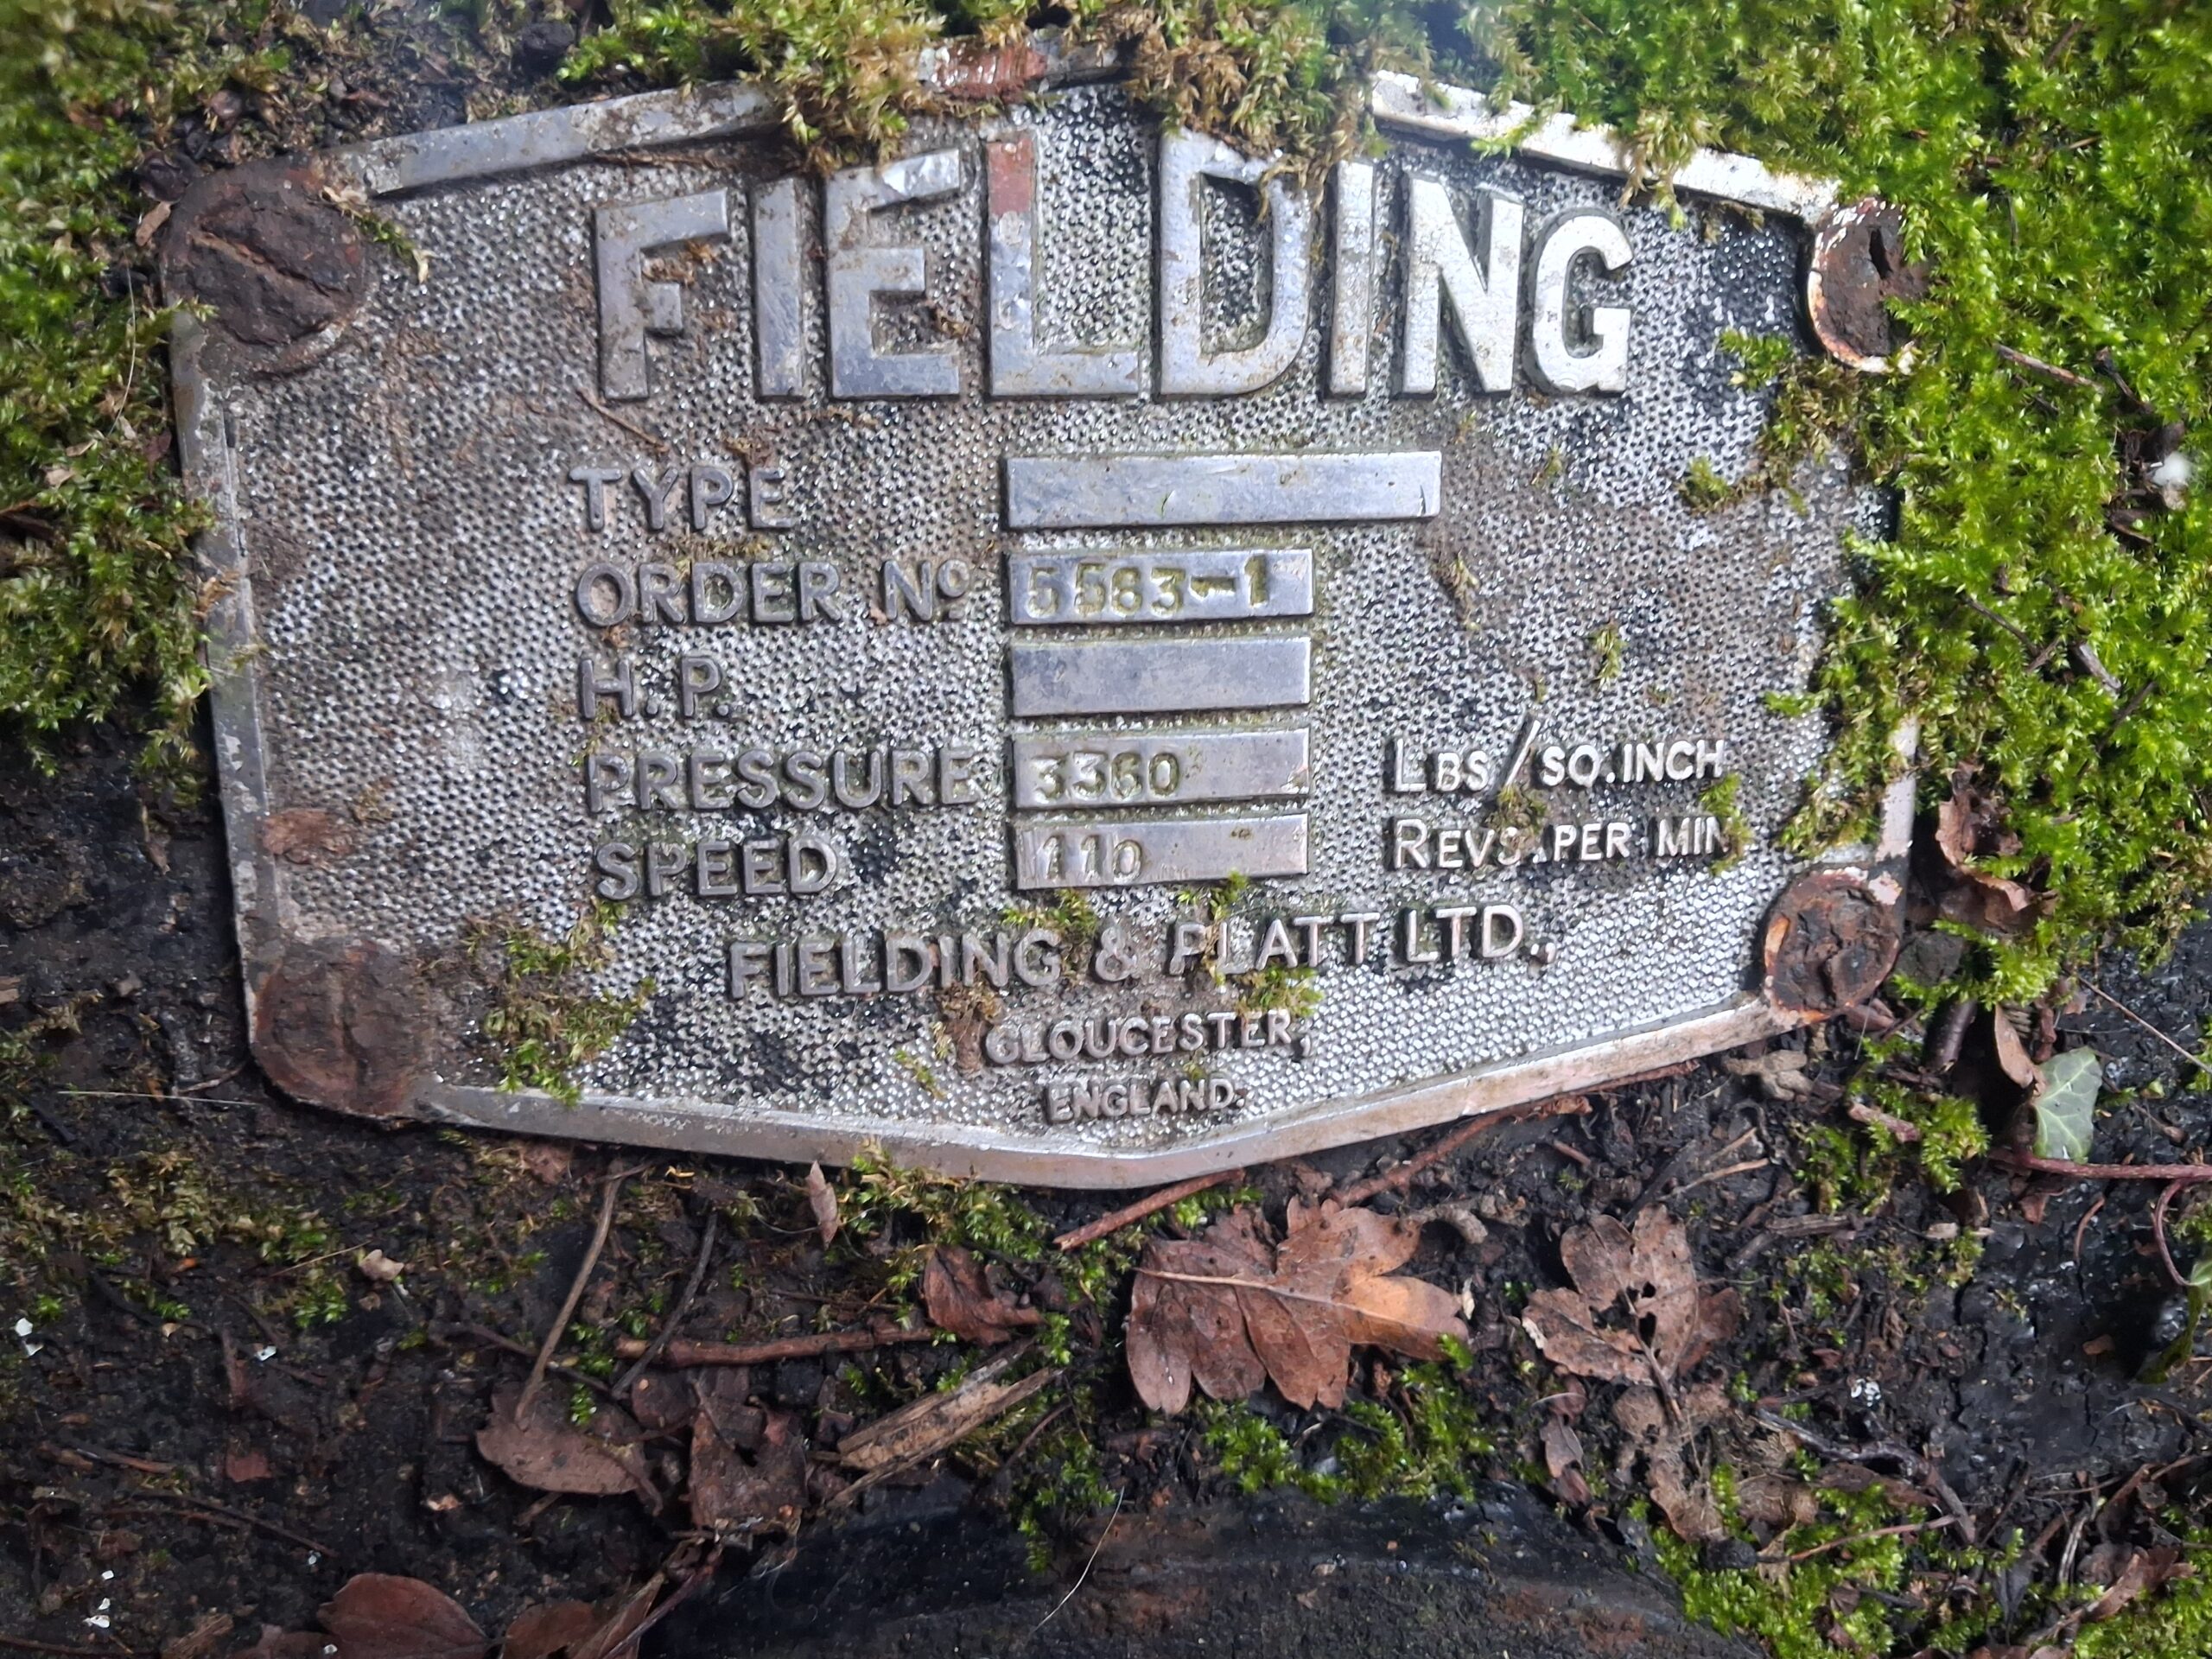 FIELDING
TYPE
ORDER Nº 5583-1
H.P.
PRESSURE 3360 LBS/SQ.INCH
SPEED 110 REVS.PER MIN
FIELDING & PLATT LTD.,
GLOUCESTER,
ENGLAND.